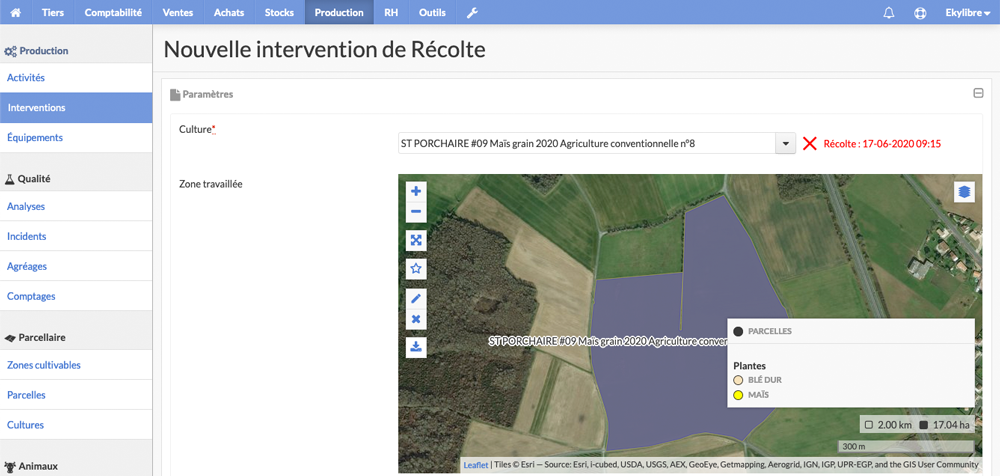 Tiers Comptabilité Ventes Achats Stocks Production RH Outils Ekylibre
Production
Activités
Interventions
Équipements
Qualité
Analyses
Incidents
Agréages
Comptages
Parcellaire
Zones cultivables
Parcelles
Cultures
Animaux
Nouvelle intervention de Récolte
Paramètres
Culture*
ST PORCHAIRE #09 Maïs grain 2020 Agriculture conventionnelle n°8
Récolte : 17-06-2020 09:15
Zone travaillée
ST PORCHAIRE #09 Maïs grain 2020 Agriculture conver
PARCELLES
Plantes
BLÉ DUR
MAÏS
2.00 km 17.04 ha
300 m
Leaflet | Tiles © Esri — Source: Esri, i-cubed, USDA, USGS, AEX, GeoEye, Getmapping, Aerogrid, IGN, IGP, UPR-EGP, and the GIS User Community